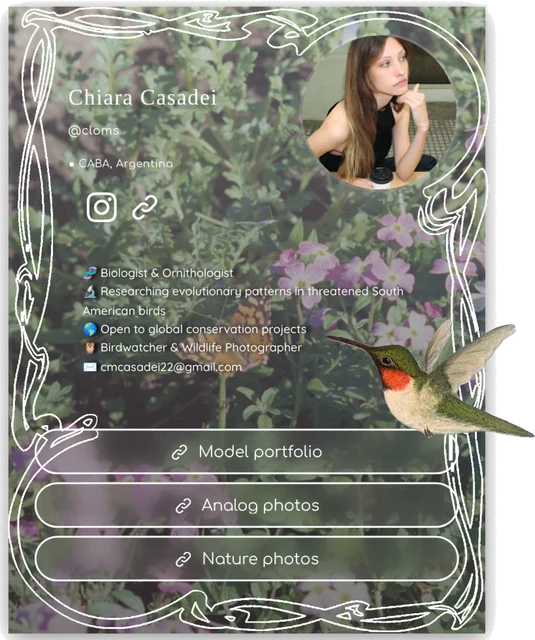 Chiara Casadei
@cloms
• CABA, Argentina
🧬 Biologist & Ornithologist
🔬 Researching evolutionary patterns in threatened South
American birds
🌎 Open to global conservation projects
🦉 Birdwatcher & Wildlife Photographer
✉️ cmcasadei22@gmail.com
Model portfolio
Analog photos
Nature photos